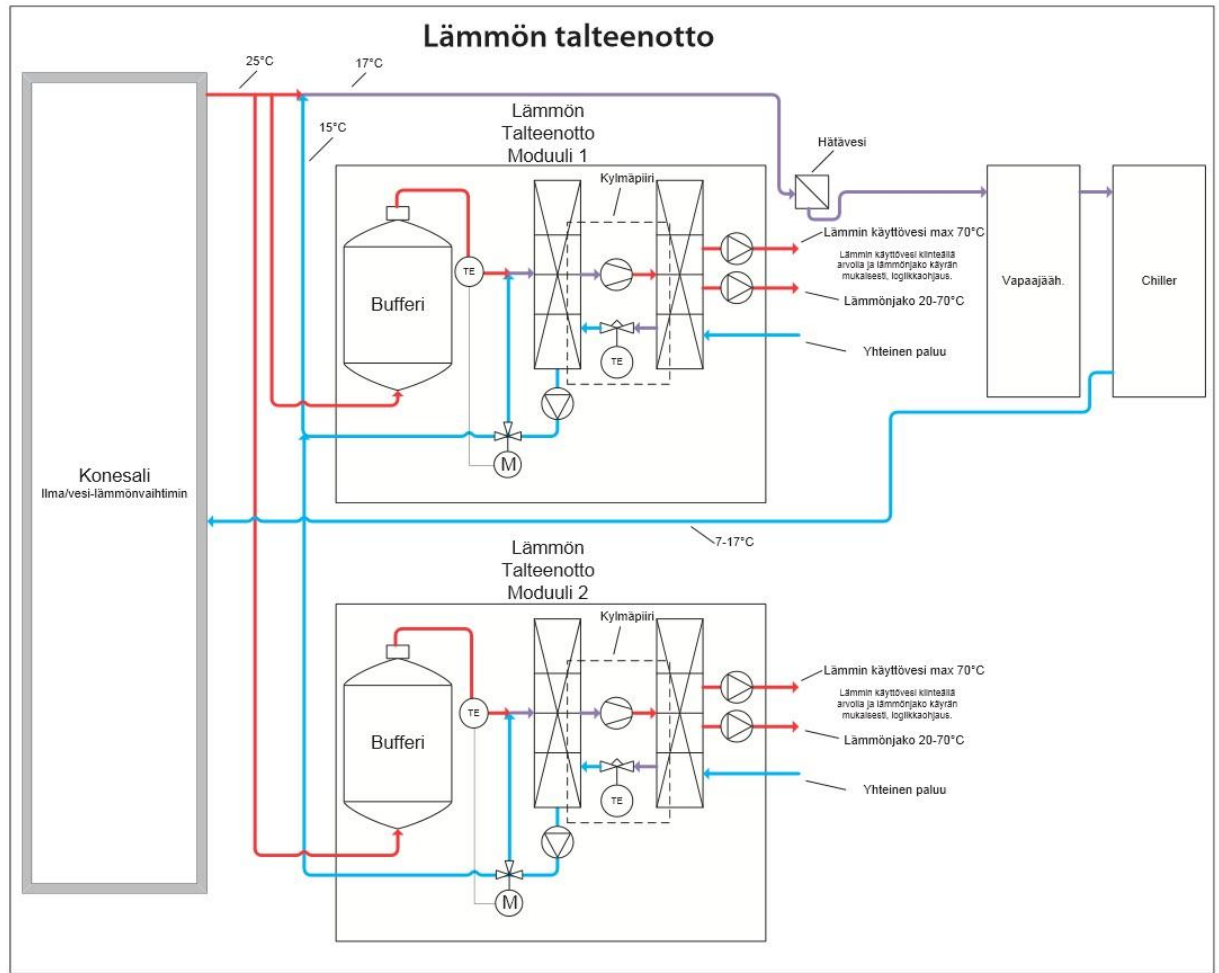 Lämmön talteenotto
25°C
17°C
15°C
Lämmön
Talteenotto
Moduuli 1
Kylmäpiiri
Hätävesi
TE
Bufferi
TE
M
Lämmin käyttövesi max 70°C
Lämmin käyttövesi kiinteällä
arvolla ja lämmönjako käyrän
mukaisesti, logiikkaohjaus.
Lämmönjako 20-70°C
Yhteinen paluu
Vapaajääh.
Chiller
Konesali
Ilma/vesi-lämmönvaihtimin
7-17°C
Lämmön
Talteenotto
Moduuli 2
Kylmäpiiri
TE
Bufferi
TE
M
Lämmin käyttövesi max 70°C
Lämmin käyttövesi kiinteällä
arvolla ja lämmönjako käyrän
mukaisesti, logiikkaohjaus.
Lämmönjako 20-70°C
Yhteinen paluu